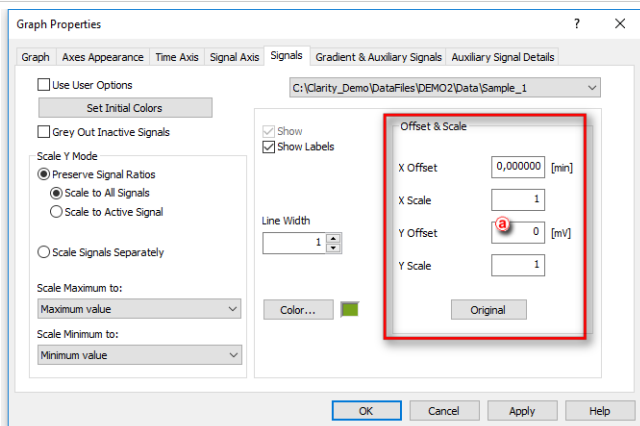 Graph Properties
? ×
Graph Axes Appearance Time Axis Signal Axis Signals Gradient & Auxiliary Signals Auxiliary Signal Details
Use User Options
C:\Clarity_Demo\DataFiles\DEMO2\Data\Sample_1
Set Initial Colors
Grey Out Inactive Signals
Scale Y Mode
Preserve Signal Ratios
Scale to All Signals
Scale to Active Signal
Scale Signals Separately
Scale Maximum to:
Maximum value
Scale Minimum to:
Minimum value
Show
Show Labels
Line Width
1
Color...
Offset & Scale
X Offset 0,000000 [min]
X Scale 1
Y Offset a 0 [mV]
Y Scale 1
Original
OK Cancel Apply Help